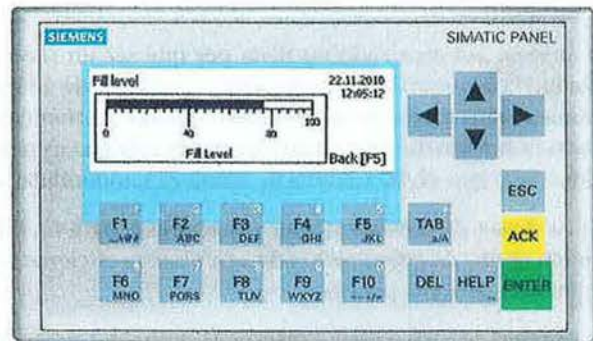 SIEMENS
SIMATIC PANEL
Fill level
22.11.2010
12:05:12
0 40 80 100
Fill Level
Back [F5]
F1 F2 F3 F4 F5 TAB
ABC DEF GHI JKL a/A
ESC
ACK
F6 F7 F8 F9 F10 DEL HELP ENTER
MNO PQRS TUV WXYZ